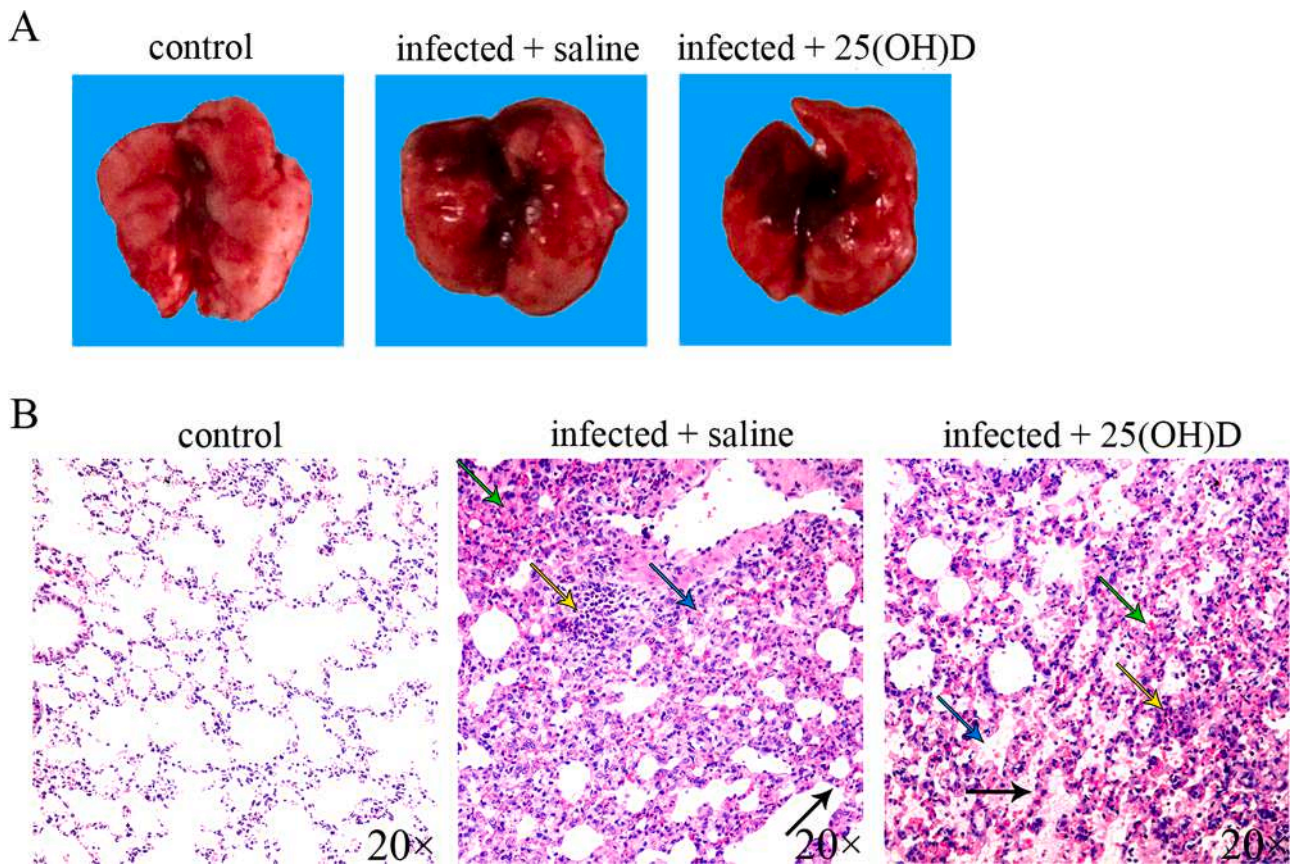 A
control
infected + saline
infected + 25(OH)D
B
control
infected + saline
infected + 25(OH)D
20×
20×
20×